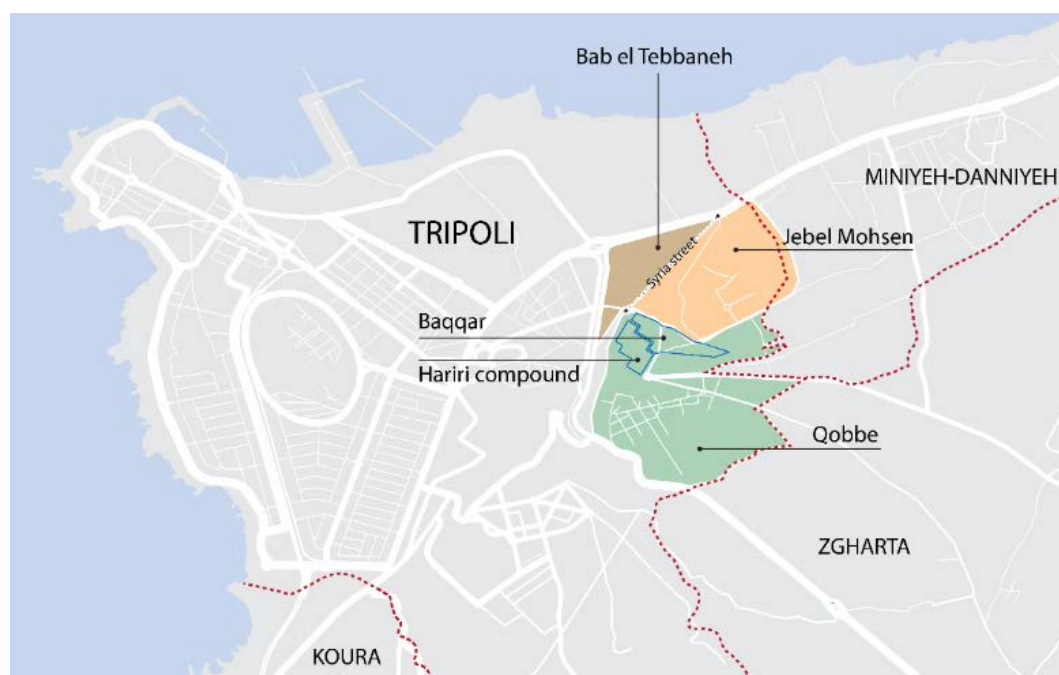 Bab el Tebbaneh
MINIYEH-DANNIYEH
TRIPOLI
Jebel Mohsen
Syria street
Baqqar
Hariri compound
Qobbe
ZGHARTA
KOURA